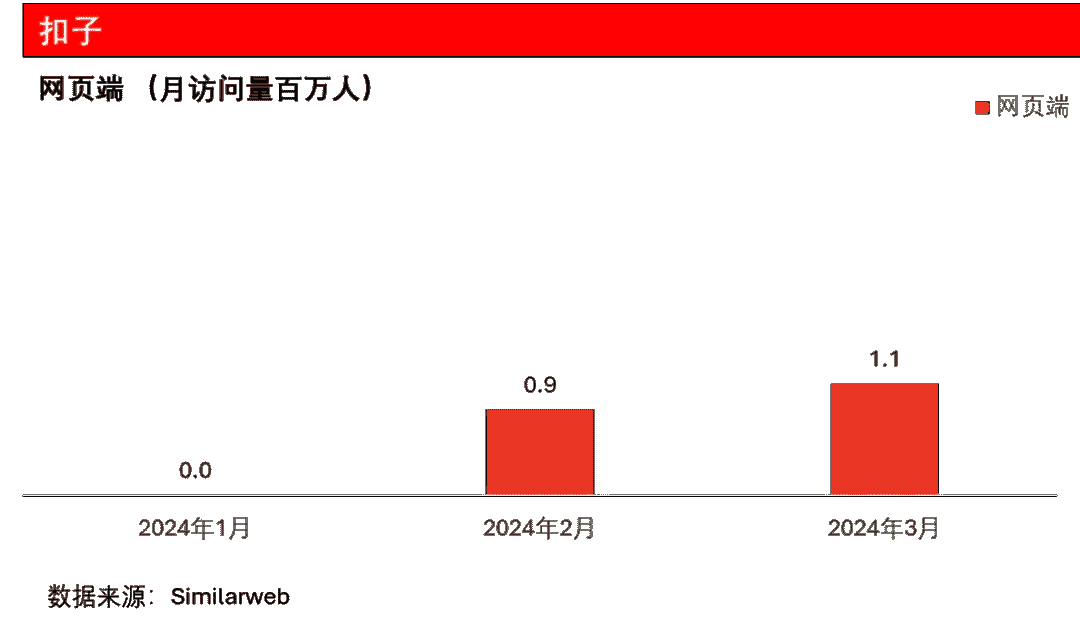 扣子
网页端 （月访问量百万人）
网页端
1.1
0.9
0.0
2024年1月 2024年2月 2024年3月
数据来源：Similarweb